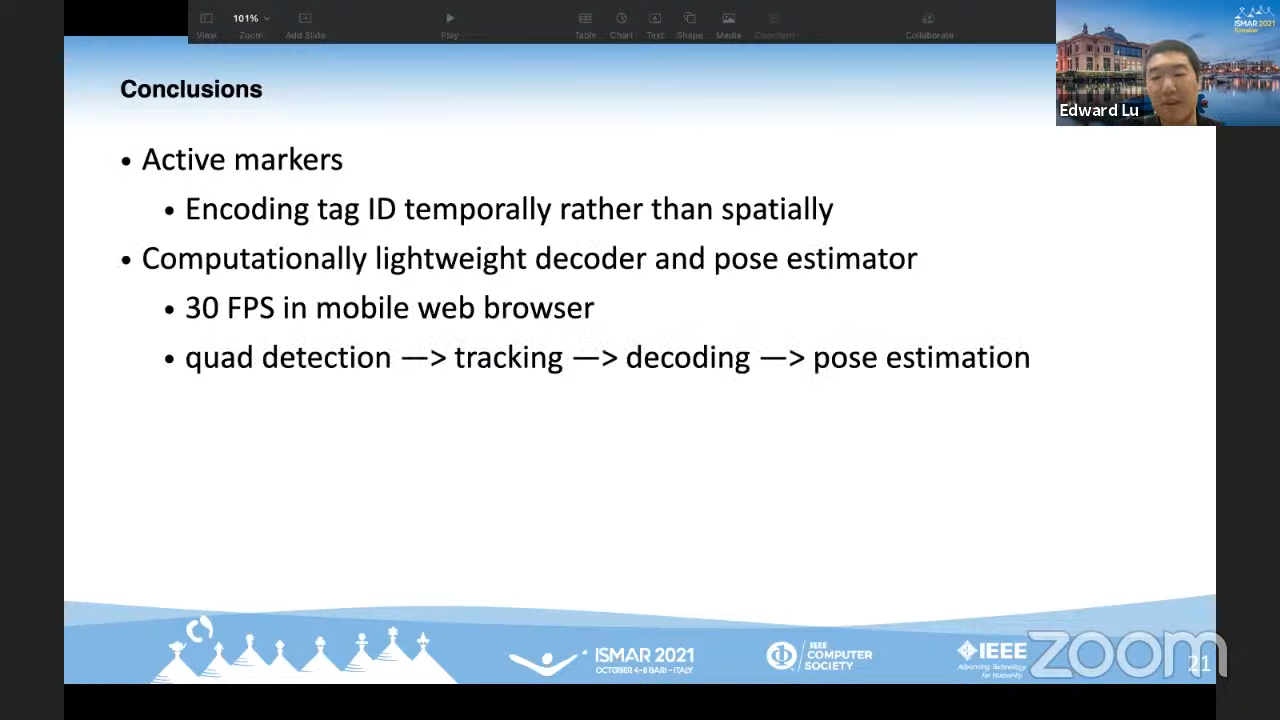 101%
View
Zoom
Add Slide
Play
Table
Chart
Text
Shape
Media
Comment
Collaborate
ISMAR 2021
Speaker
Edward Lu
Conclusions
• Active markers
• Encoding tag ID temporally rather than spatially
• Computationally lightweight decoder and pose estimator
• 30 FPS in mobile web browser
• quad detection —> tracking —> decoding —> pose estimation
ISMAR 2021
OCTOBER 4-8 BARI - ITALY
IEEE
COMPUTER
SOCIETY
IEEE
Advancing Technology
for Humanity
zoom
21